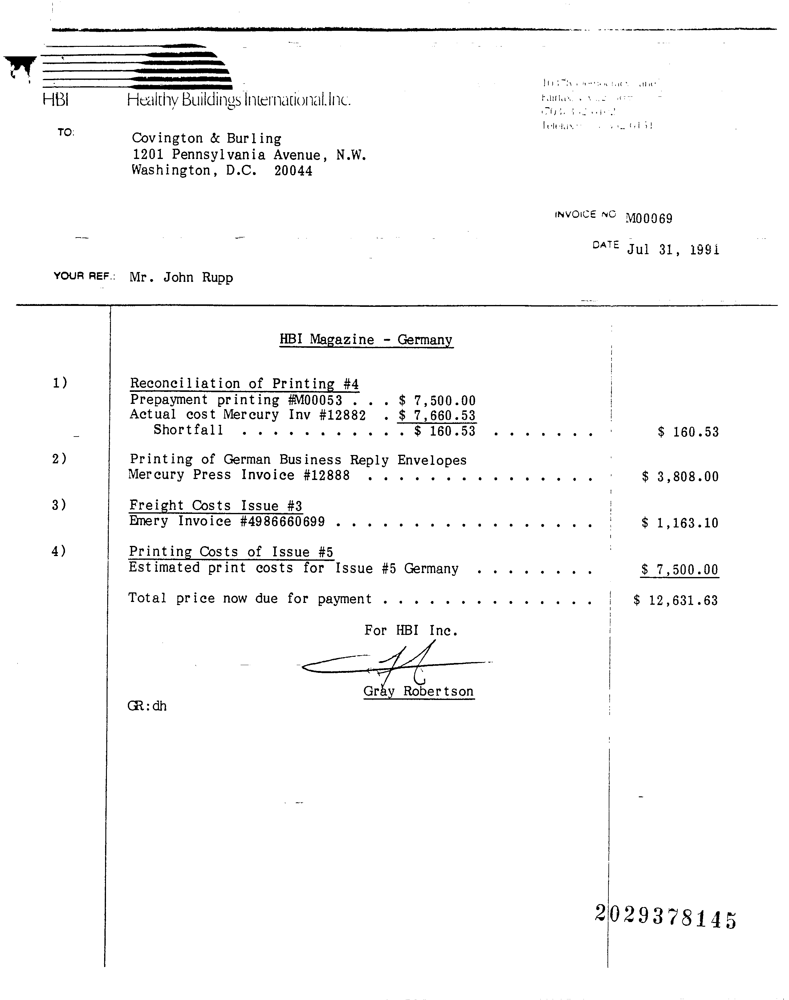 HBI Healthy Buildings International, Inc.
TO: Covington & Burling
1201 Pennsylvania Avenue, N.W.
Washington, D.C. 20044
INVOICE NO M00069
DATE Jul 31, 1991
YOUR REF.: Mr. John Rupp
HBI Magazine - Germany
1) Reconciliation of Printing #4
Prepayment printing #M00053 . . . $ 7,500.00
Actual cost Mercury Inv #12882 . $ 7,660.53
Shortfall . . . . . . . . . . . $ 160.53 . . . . . . . $ 160.53
2) Printing of German Business Reply Envelopes
Mercury Press Invoice #12888 . . . . . . . . . . . . . . . $ 3,808.00
3) Freight Costs Issue #3
Emery Invoice #4986660699 . . . . . . . . . . . . . . . . . $ 1,163.10
4) Printing Costs of Issue #5
Estimated print costs for Issue #5 Germany . . . . . . . . $ 7,500.00
Total price now due for payment . . . . . . . . . . . . . . $ 12,631.63
For HBI Inc.
Gray Robertson
GR:dh
2029378145